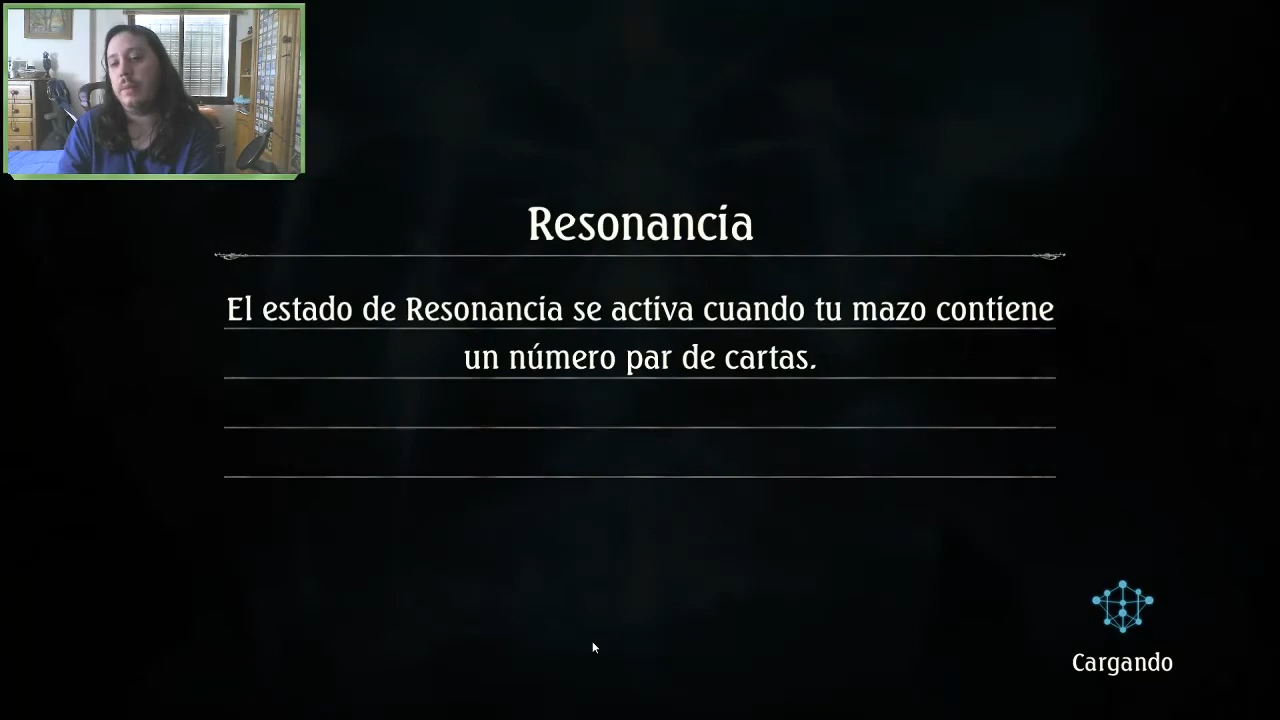 Resonancia
El estado de Resonancia se activa cuando tu mazo contiene
un número par de cartas.
Cargando